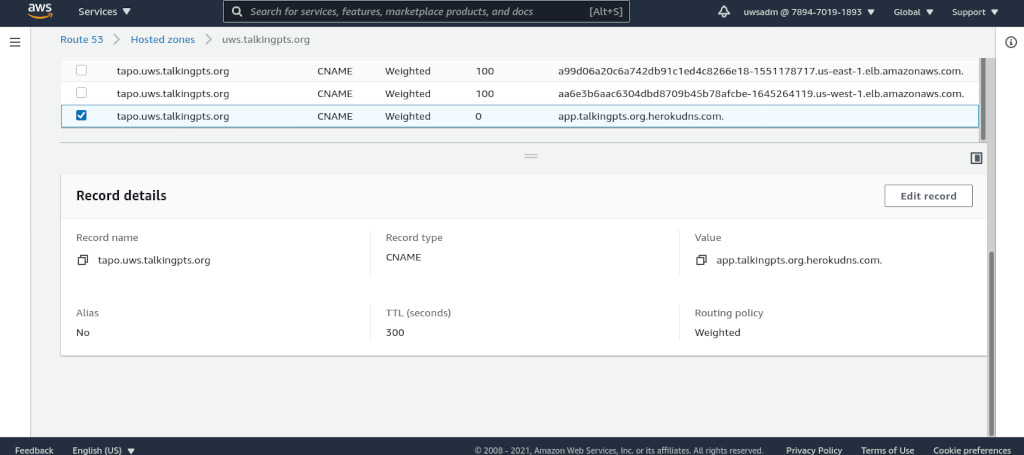 aws Services ▼ Search for services, features, marketplace products, and docs [Alt+S] uwsadm @ 7894-7019-1893 ▼ Global ▼ Support ▼
Route 53 > Hosted zones > uws.talkingpts.org
tapo.uws.talkingpts.org CNAME Weighted 100 a99d06a20c6a742db91c1ed4c8266e18-1551178717.us-east-1.elb.amazonaws.com.
tapo.uws.talkingpts.org CNAME Weighted 100 aa6e3b6aac6304dbd8709b45b78afcbe-1645264119.us-west-1.elb.amazonaws.com.
tapo.uws.talkingpts.org CNAME Weighted 0 app.talkingpts.org.herokudns.com.
Record details Edit record
Record name Record type Value
tapo.uws.talkingpts.org CNAME app.talkingpts.org.herokudns.com.
Alias TTL (seconds) Routing policy
No 300 Weighted
Feedback English (US) ▼ © 2008 - 2021, Amazon Web Services, Inc. or its affiliates. All rights reserved. Privacy Policy Terms of Use Cookie preferences